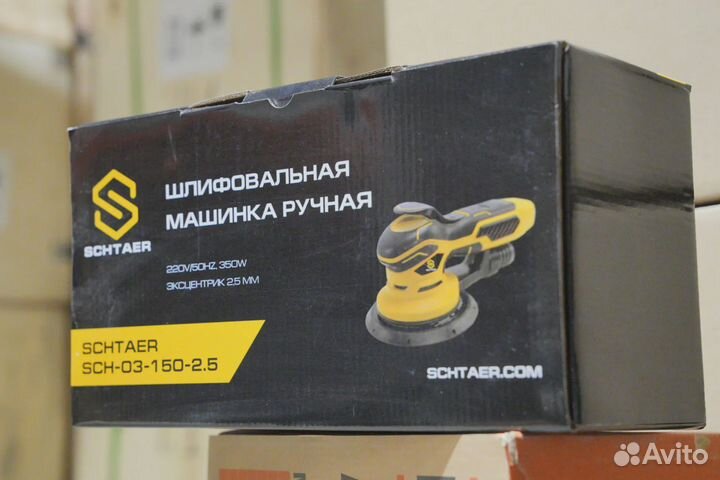 SCHTAER
ШЛИФОВАЛЬНАЯ
МАШИНКА РУЧНАЯ
220V/50HZ, 350W
ЭКСЦЕНТРИК 2.5 ММ
SCHTAER
SCH-03-150-2.5
SCHTAER.COM
Avito